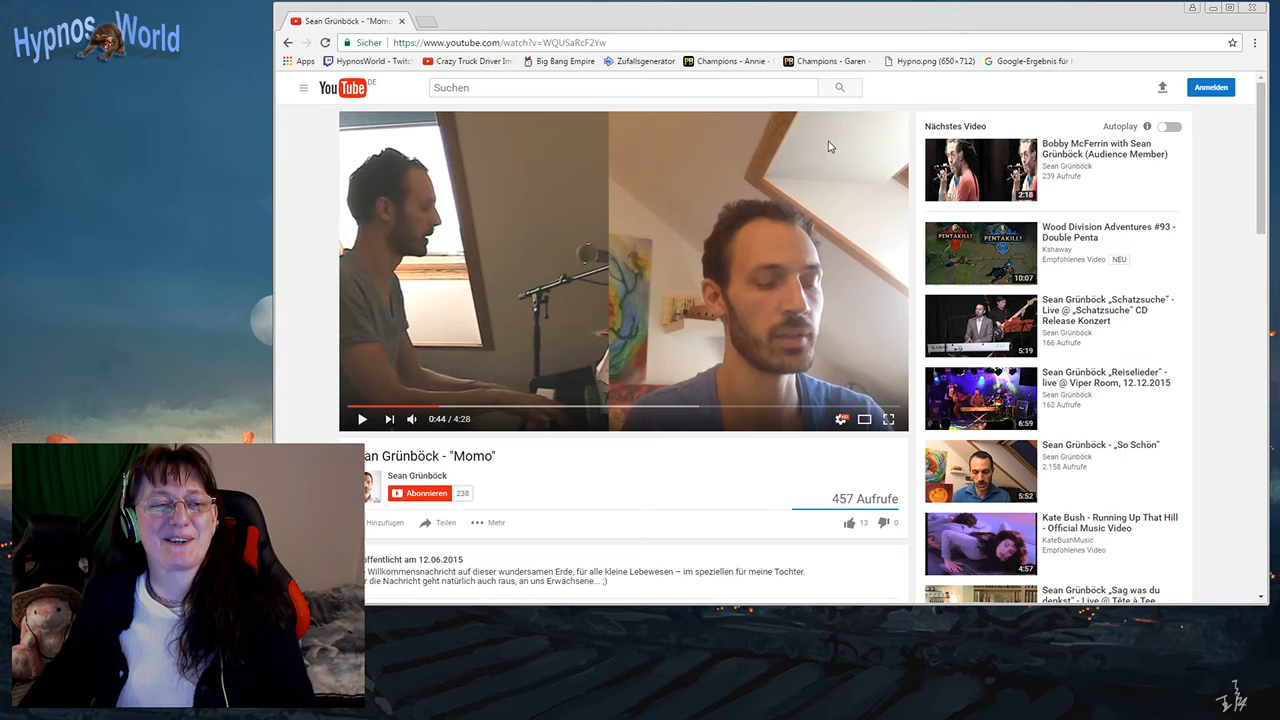 Hypnos World
Sean Grünböck - "Momo"
Sicher
https://www.youtube.com/watch?v=WQUSaRcF2Yw
Apps
HypnosWorld - Twitc
Crazy Truck Driver Im
Big Bang Empire
Zufallsgenerator
Champions - Annie -
Champions - Garen -
Hypno.png (650×712)
Google-Ergebnis für h
YouTube DE
Suchen
Anmelden
0:44 / 4:28
HD
an Grünböck - "Momo"
Sean Grünböck
Abonnieren 238
457 Aufrufe
Hinzufügen Teilen Mehr
13 0
öffentlicht am 12.06.2015
Willkommensnachricht auf dieser wundersamen Erde, für alle kleine Lebewesen – im speziellen für meine Tochter.
die Nachricht geht natürlich auch raus, an uns Erwachsene... ;)
Nächstes Video
Autoplay
Bobby McFerrin with Sean
Grünböck (Audience Member)
Sean Grünböck
239 Aufrufe
2:18
Wood Division Adventures #93 -
Double Penta
Kshaway
Empfohlenes Video NEU
PENTAKILL! PENTAKILL!
10:07
Sean Grünböck „Schatzsuche" -
Live @ „Schatzsuche" CD
Release Konzert
Sean Grünböck
166 Aufrufe
5:19
Sean Grünböck „Reiselieder" -
live @ Viper Room, 12.12.2015
Sean Grünböck
162 Aufrufe
6:59
Sean Grünböck - „So Schön"
Sean Grünböck
2.158 Aufrufe
5:52
Kate Bush - Running Up That Hill
- Official Music Video
KateBushMusic
Empfohlenes Video
4:57
Sean Grünböck „Sag was du
denkst" - Live @ Tête à Tee